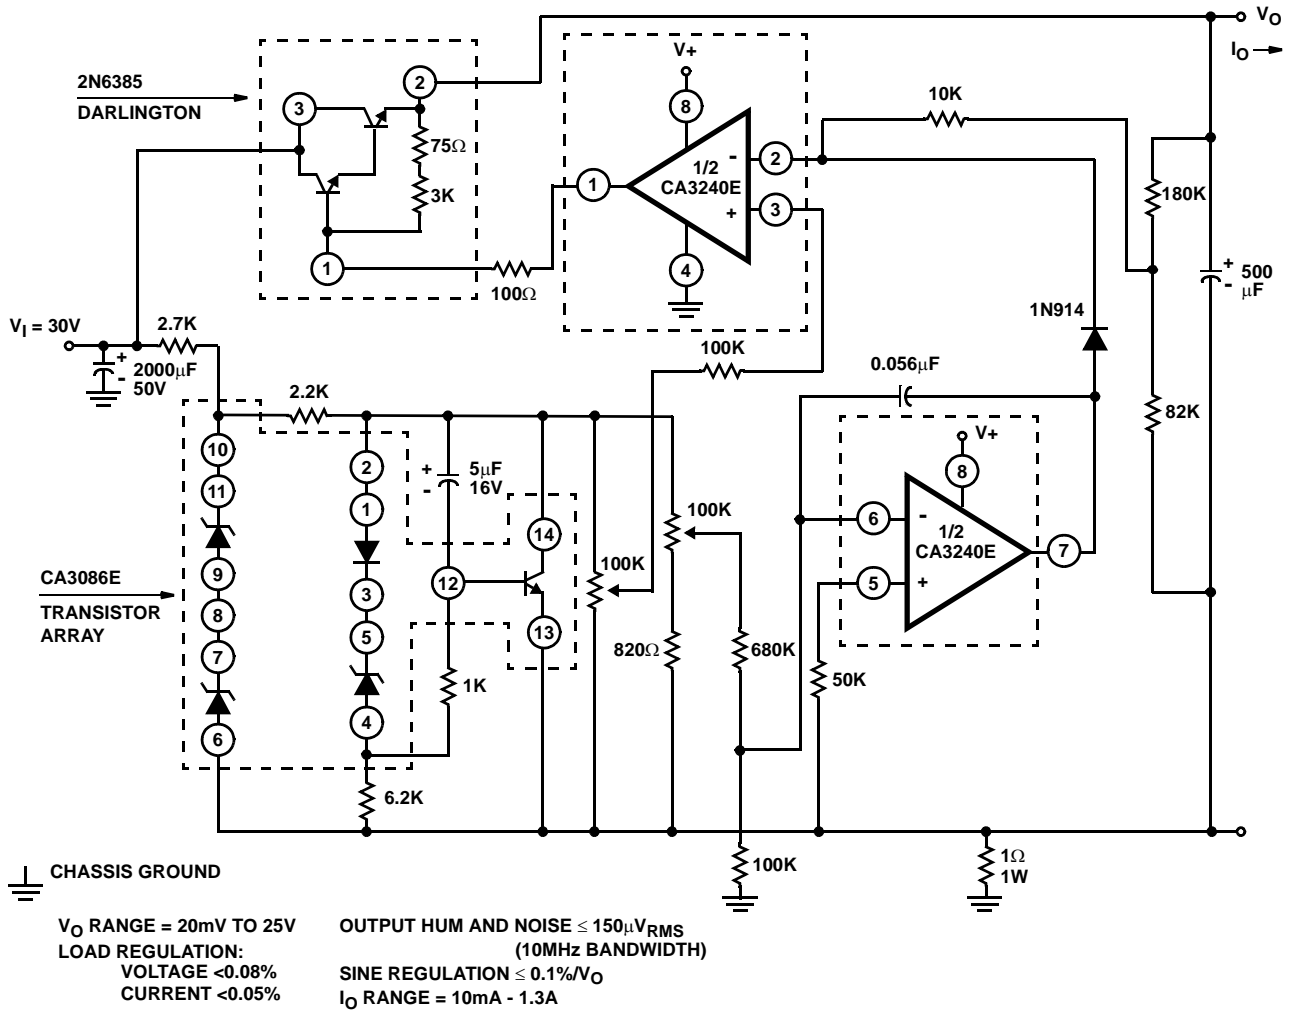 V_O
I_O
2N6385
DARLINGTON
3
2
75Ω
3K
1
100Ω
V+
8
1/2
CA3240E
-
+
1
2
3
4
10K
180K
+
-
500
µF
82K
1N914
V_I = 30V
2.7K
+
-
2000µF
50V
100K
0.056µF
2.2K
10
11
9
8
7
6
2
1
3
5
4
+
-
5µF
16V
12
14
13
100K
100K
V+
8
6
5
-
+
1/2
CA3240E
7
CA3086E
TRANSISTOR
ARRAY
1K
820Ω
680K
50K
6.2K
100K
1Ω
1W
CHASSIS GROUND
V_O RANGE = 20mV TO 25V
LOAD REGULATION:
VOLTAGE <0.08%
CURRENT <0.05%
OUTPUT HUM AND NOISE ≤ 150µV_RMS
(10MHz BANDWIDTH)
SINE REGULATION ≤ 0.1%/V_O
I_O RANGE = 10mA - 1.3A